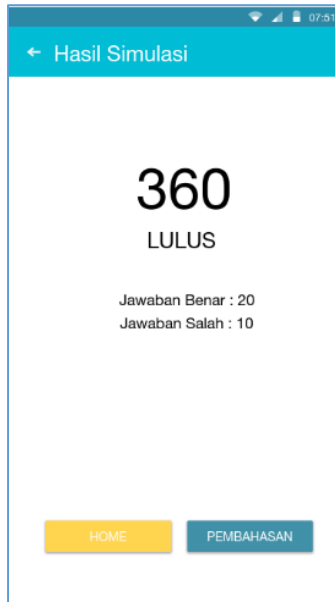 07:51
← Hasil Simulasi
360
LULUS
Jawaban Benar : 20
Jawaban Salah : 10
HOME PEMBAHASAN